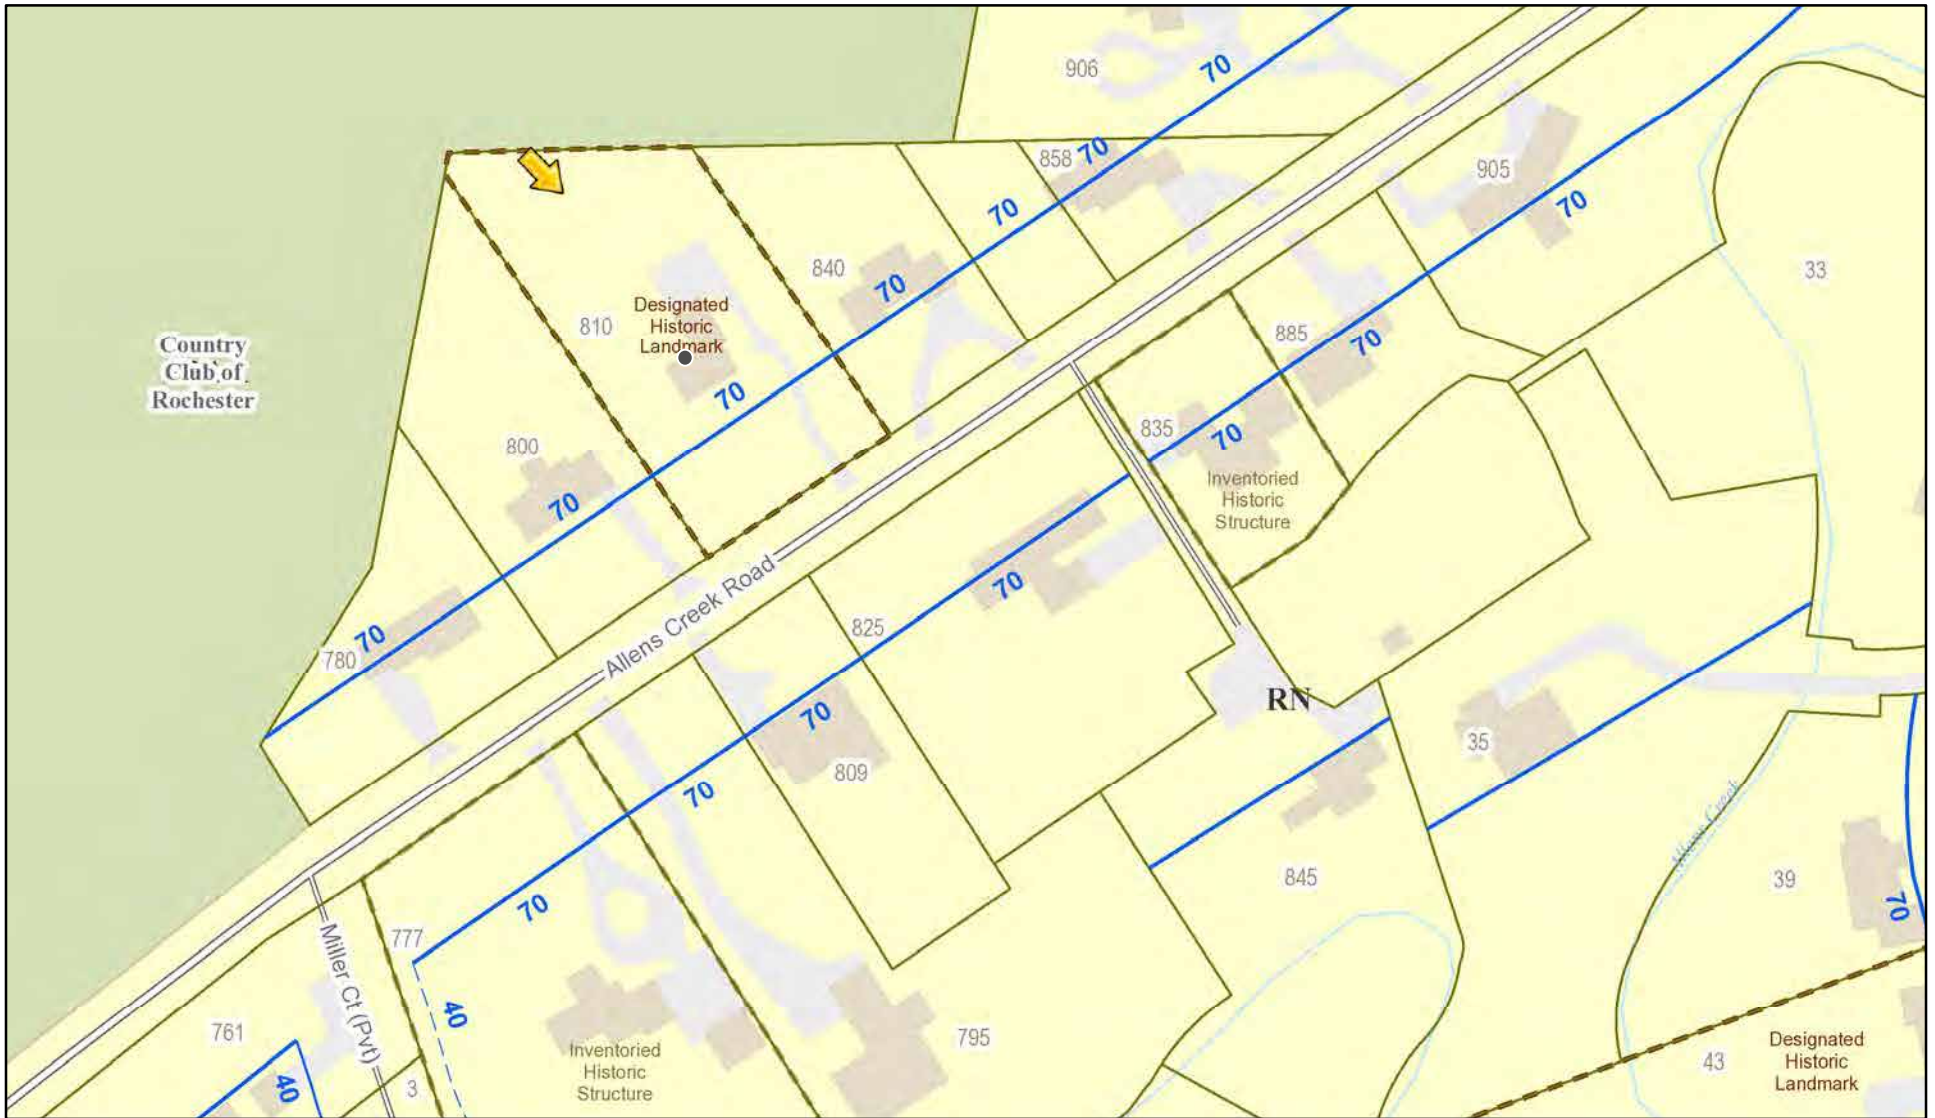 906
70
858
70
905
70
70
33
840
70
Designated
Historic
Landmark
810
885
70
Country
Club of
Rochester
70
835
70
800
70
Inventoried
Historic
Structure
70
Allens Creek Road
825
70
780
RN
70
35
809
70
Allens Creek
845
39
70
70
777
Miller Ct (Pvt)
40
761
795
Inventoried
Historic
Structure
Designated
Historic
Landmark
43
40
3